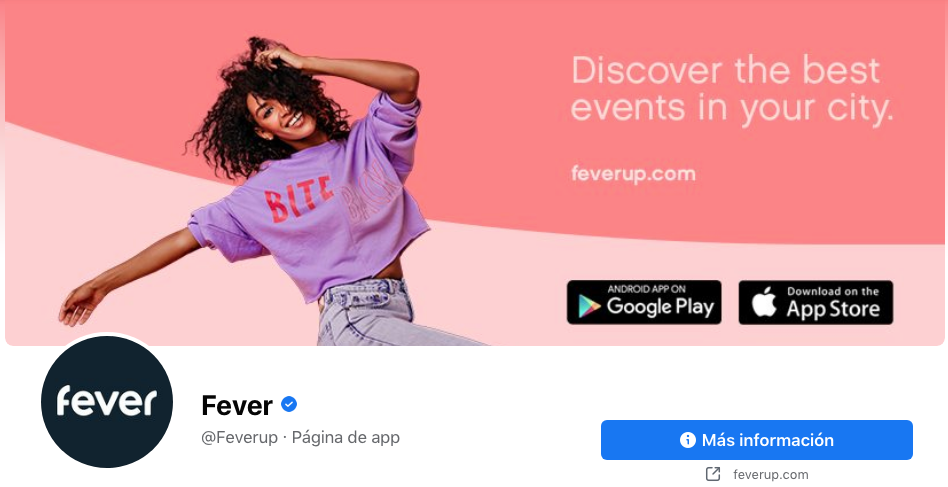 Discover the best
events in your city.
feverup.com
BITE BACK
ANDROID APP ON
Google Play
Download on the
App Store
fever
Fever
@Feverup · Página de app
Más información
feverup.com